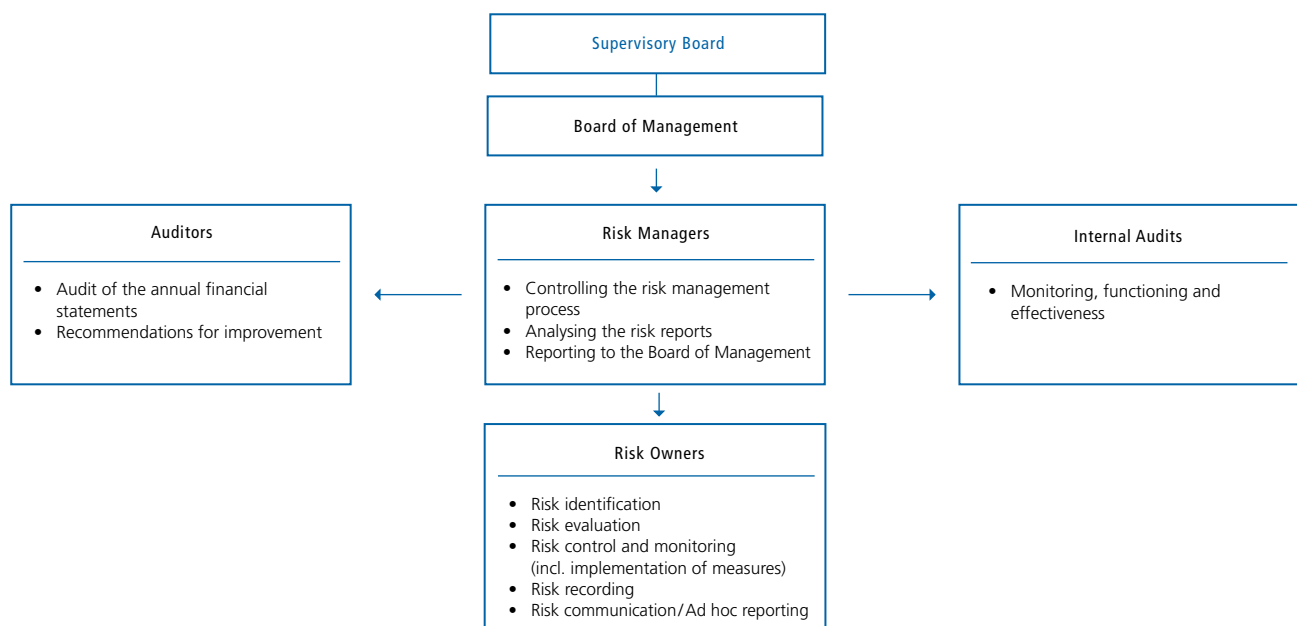 Supervisory Board
Board of Management
Auditors
• Audit of the annual financial
statements
• Recommendations for improvement
Risk Managers
• Controlling the risk management
process
• Analysing the risk reports
• Reporting to the Board of Management
Internal Audits
• Monitoring, functioning and
effectiveness
Risk Owners
• Risk identification
• Risk evaluation
• Risk control and monitoring
(incl. implementation of measures)
• Risk recording
• Risk communication/Ad hoc reporting